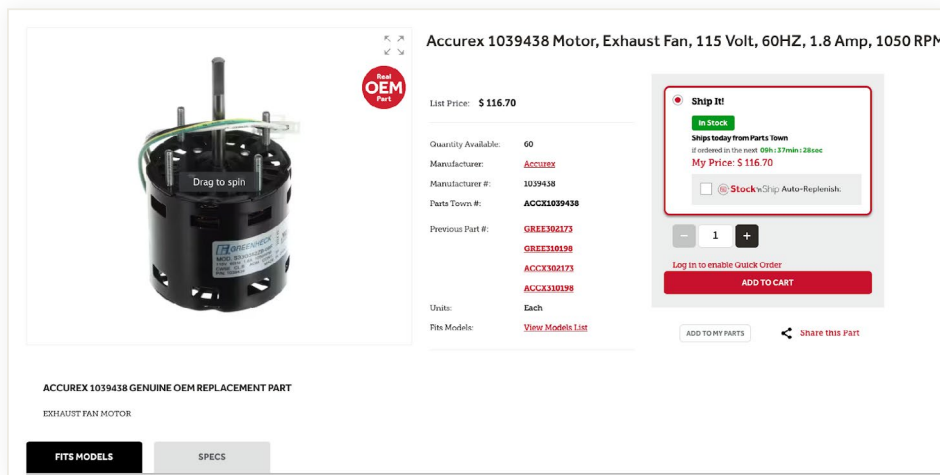 Accurex 1039438 Motor, Exhaust Fan, 115 Volt, 60HZ, 1.8 Amp, 1050 RPM
Real
OEM
Part
Drag to spin
GREENHECK
List Price: $ 116.70
Quantity Available: 60
Manufacturer: Accurex
Manufacturer #: 1039438
Parts Town #: ACCX1039438
Previous Part #: GREE302173
GREE310198
ACCX302173
ACCX310198
Units: Each
Fits Models: View Models List
Ship It!
In Stock
Ships today from Parts Town
if ordered in the next 09h : 37min : 28sec
My Price: $ 116.70
Stock'nShip Auto-Replenish:
1
Log in to enable Quick Order
ADD TO CART
ADD TO MY PARTS
Share this Part
ACCUREX 1039438 GENUINE OEM REPLACEMENT PART
EXHAUST FAN MOTOR
FITS MODELS
SPECS